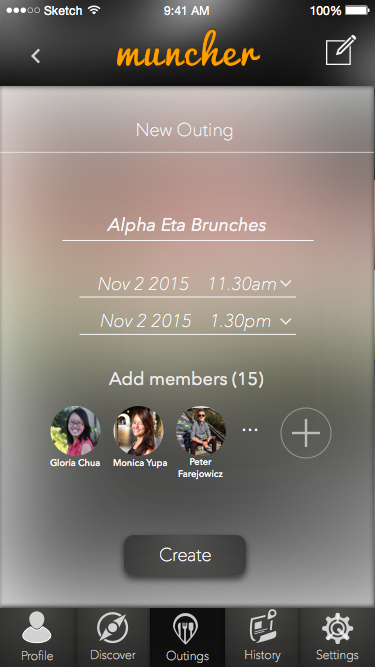 Sketch 9:41 AM 100%
muncher
New Outing
Alpha Eta Brunches
Nov 2 2015 11.30am
Nov 2 2015 1.30pm
Add members (15)
...
Gloria Chua Monica Yupa Peter
Farejowicz
Create
Profile Discover Outings History Settings